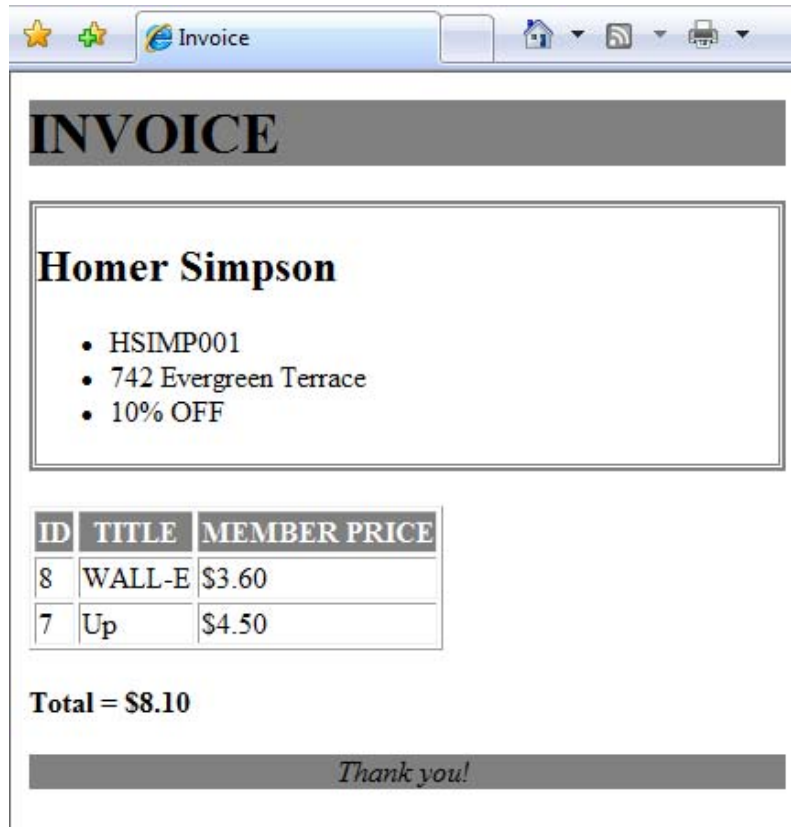 Invoice
INVOICE
Homer Simpson
HSIMP001
742 Evergreen Terrace
10% OFF
ID TITLE MEMBER PRICE
8 WALL-E $3.60
7 Up $4.50
Total = $8.10
Thank you!